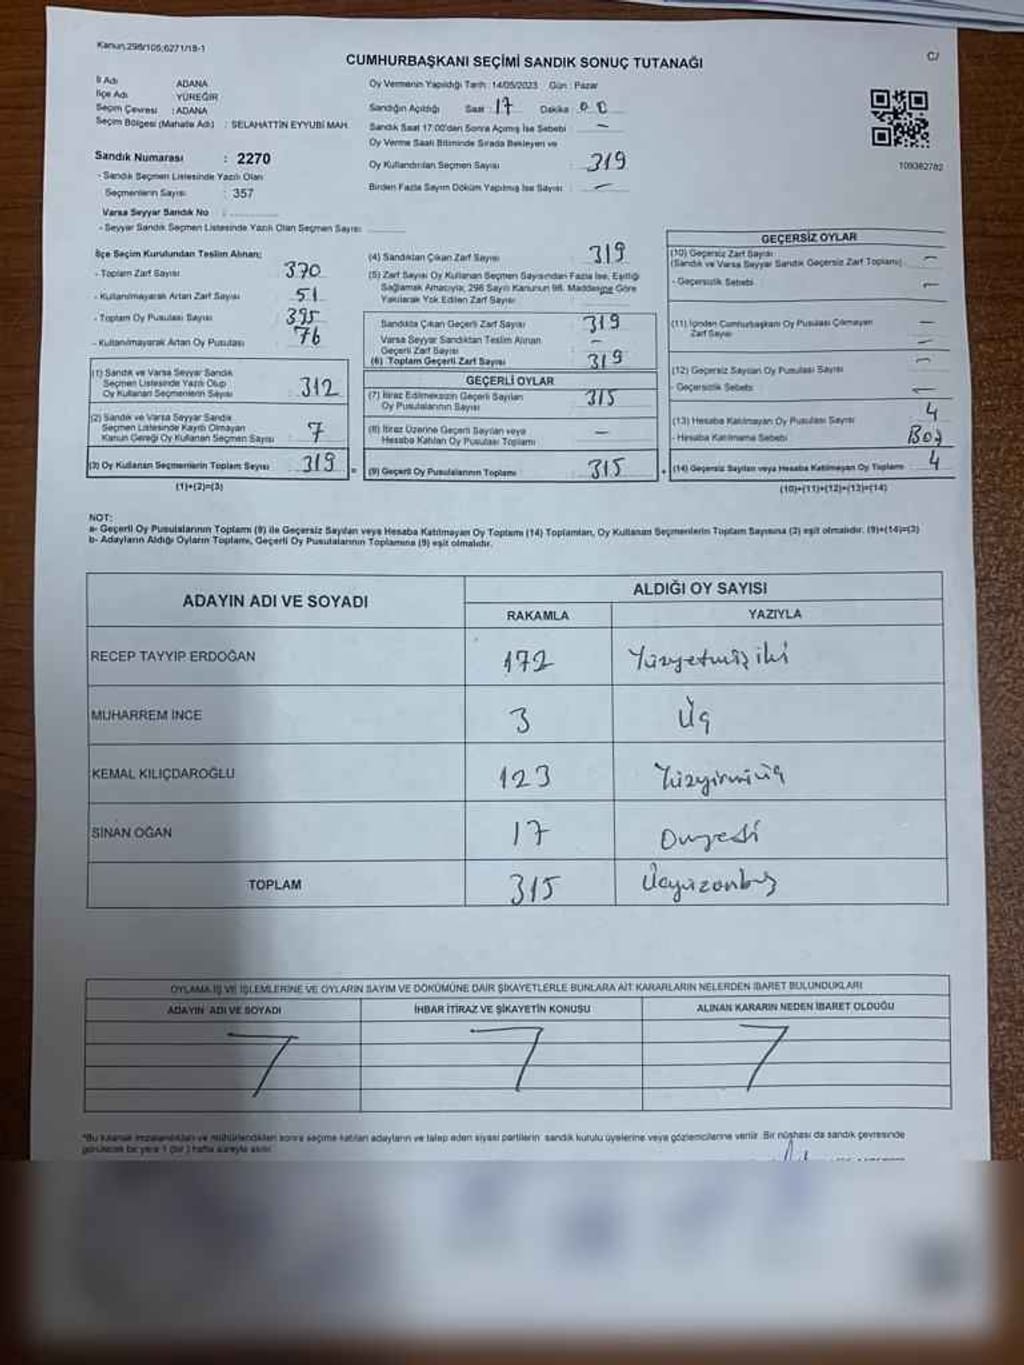 Kanun:298/105;6271/18-1
C/
CUMHURBAŞKANI SEÇİMİ SANDIK SONUÇ TUTANAĞI
İl Adı ADANA
İlçe Adı YÜREĞİR
Seçim Çevresi : ADANA
Seçim Bölgesi (Mahalle Adı) : SELAHATTİN EYYUBİ MAH.
Sandık Numarası : 2270
- Sandık Seçmen Listesinde Yazılı Olan
Seçmenlerin Sayısı : 357
Varsa Seyyar Sandık No :
- Seyyar Sandık Seçmen Listesinde Yazılı Olan Seçmen Sayısı:
Oy Vermenin Yapıldığı Tarih : 14/05/2023 Gün : Pazar
Sandığın Açıldığı Saat : 17 Dakika : 00
Sandık Saat 17:00'den Sonra Açılmış İse Sebebi –
Oy Verme Saati Bitiminde Sırada Bekleyen ve
Oy Kullandırılan Seçmen Sayısı : 319
Birden Fazla Sayım Döküm Yapılmış İse Sayısı : –
109382782
İlçe Seçim Kurulundan Teslim Alınan;
- Toplam Zarf Sayısı 370
- Kullanılmayarak Artan Zarf Sayısı 51
- Toplam Oy Pusulası Sayısı 395
- Kullanılmayarak Artan Oy Pusulası 76
(1) Sandık ve Varsa Seyyar Sandık
Seçmen Listesinde Yazılı Olup
Oy Kullanan Seçmenlerin Sayısı 312
(2) Sandık ve Varsa Seyyar Sandık
Seçmen Listesinde Kayıtlı Olmayan
Kanun Gereği Oy Kullanan Seçmen Sayısı 7
(3) Oy Kullanan Seçmenlerin Toplam Sayısı 319 =
(1)+(2)=(3)
(4) Sandıktan Çıkan Zarf Sayısı 319
(5) Zarf Sayısı Oy Kullanan Seçmen Sayısından Fazla İse, Eşitliği
Sağlamak Amacıyla; 298 Sayılı Kanunun 98. Maddesine Göre
Yakılarak Yok Edilen Zarf Sayısı
Sandıkta Çıkan Geçerli Zarf Sayısı 319
Varsa Seyyar Sandıktan Teslim Alınan
Geçerli Zarf Sayısı –
(6) Toplam Geçerli Zarf Sayısı 319
GEÇERLİ OYLAR
(7) İtiraz Edilmeksizin Geçerli Sayılan
Oy Pusulalarının Sayısı 315
(8) İtiraz Üzerine Geçerli Sayılan veya
Hesaba Katılan Oy Pusulası Toplamı –
(9) Geçerli Oy Pusulalarının Toplamı 315 +
GEÇERSİZ OYLAR
(10) Geçersiz Zarf Sayısı
(Sandık ve Varsa Seyyar Sandık Geçersiz Zarf Toplamı) –
- Geçersizlik Sebebi –
(11) İçinden Cumhurbaşkanı Oy Pusulası Çıkmayan
Zarf Sayısı –
–
(12) Geçersiz Sayılan Oy Pusulası Sayısı –
- Geçersizlik Sebebi –
(13) Hesaba Katılmayan Oy Pusulası Sayısı 4
- Hesaba Katılmama Sebebi Boş
(14) Geçersiz Sayılan veya Hesaba Katılmayan Oy Toplamı 4
(10)+(11)+(12)+(13)=(14)
NOT:
a- Geçerli Oy Pusulalarının Toplamı (9) ile Geçersiz Sayılan veya Hesaba Katılmayan Oy Toplamı (14) Toplamları, Oy Kullanan Seçmenlerin Toplam Sayısına (3) eşit olmalıdır. (9)+(14)=(3)
b- Adayların Aldığı Oyların Toplamı, Geçerli Oy Pusulalarının Toplamına (9) eşit olmalıdır.
ADAYIN ADI VE SOYADI ALDIĞI OY SAYISI
RAKAMLA YAZIYLA
RECEP TAYYİP ERDOĞAN 172 Yüzyetmişiki
MUHARREM İNCE 3 Üç
KEMAL KILIÇDAROĞLU 123 Yüzyirmiüç
SİNAN OĞAN 17 Onyedi
TOPLAM 315 Üçyüzonbeş
OYLAMA İŞ VE İŞLEMLERİNE VE OYLARIN SAYIM VE DÖKÜMÜNE DAİR ŞİKAYETLERLE BUNLARA AİT KARARLARIN NELERDEN İBARET BULUNDUKLARI
ADAYIN ADI VE SOYADI İHBAR İTİRAZ VE ŞİKAYETİN KONUSU ALINAN KARARIN NEDEN İBARET OLDUĞU
*Bu tutanak imzalandıktan ve mühürlendikten sonra seçime katılan adayların ve talep eden siyasi partilerin sandık kurulu üyelerine veya gözlemcilerine verilir. Bir nüshası da sandık çevresinde
görülecek bir yere 1 (bir) hafta süreyle asılır.